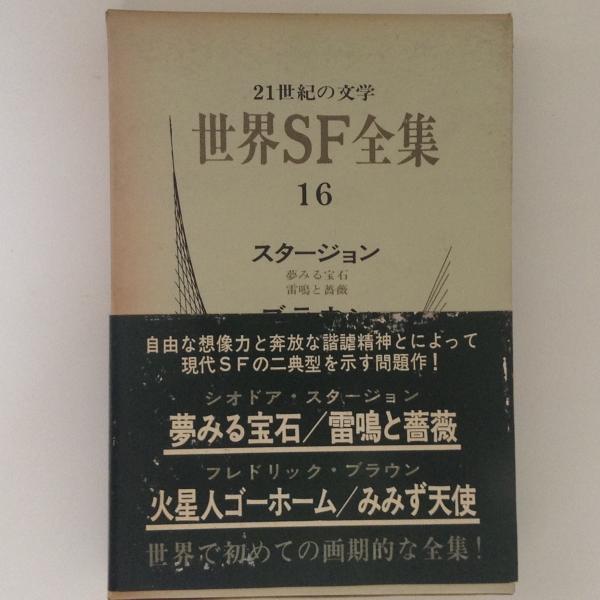 21世紀の文学
世界SF全集
16
スタージョン
夢みる宝石
雷鳴と薔薇
ブラウン
自由な想像力と奔放な諧謔精神とによって
現代SFの二典型を示す問題作!
シオドア・スタージョン
夢みる宝石/雷鳴と薔薇
フレドリック・ブラウン
火星人ゴーホーム/みみず天使
世界で初めての画期的な全集!